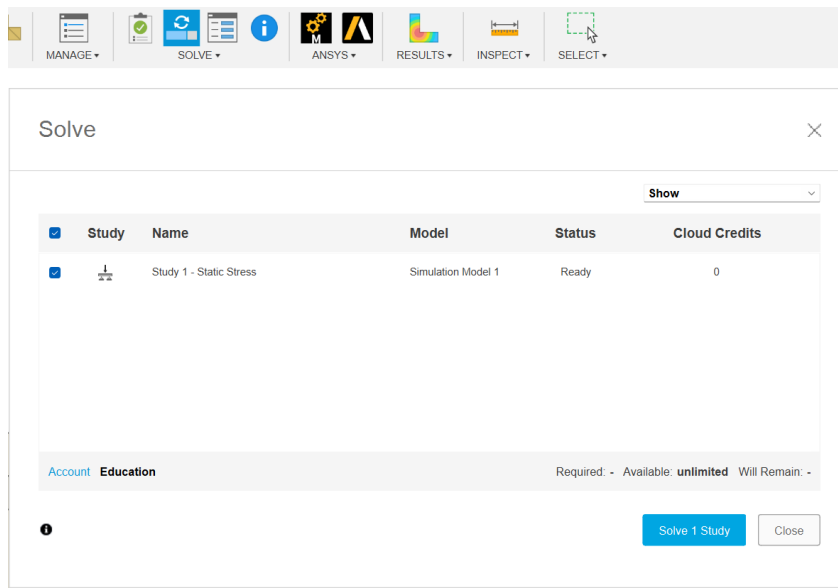 MANAGE SOLVE ANSYS RESULTS INSPECT SELECT
Solve
Show
Study Name Model Status Cloud Credits
Study 1 - Static Stress Simulation Model 1 Ready 0
Account Education Required: - Available: unlimited Will Remain: -
Solve 1 Study Close